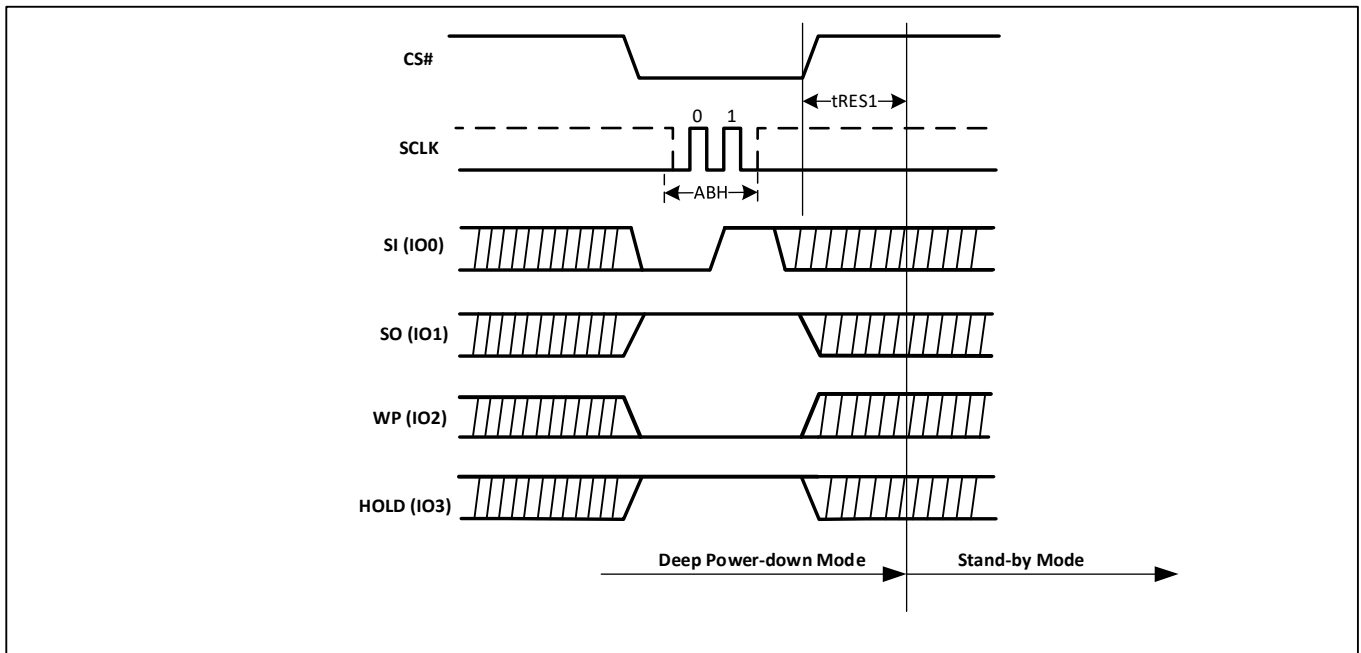 CS#
tRES1
0 1
SCLK
ABH
SI (IO0)
SO (IO1)
WP (IO2)
HOLD (IO3)
Deep Power-down Mode Stand-by Mode